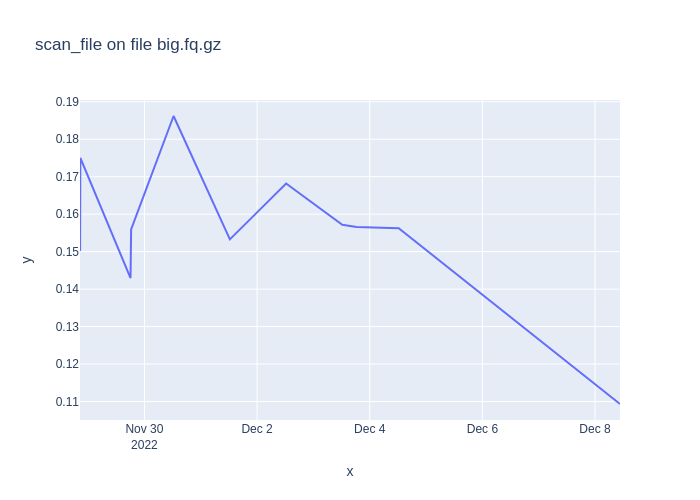 scan_file on file big.fq.gz
0.19
0.18
0.17
0.16
0.15
0.14
0.13
0.12
0.11
y
Nov 30
2022
Dec 2
Dec 4
Dec 6
Dec 8
x